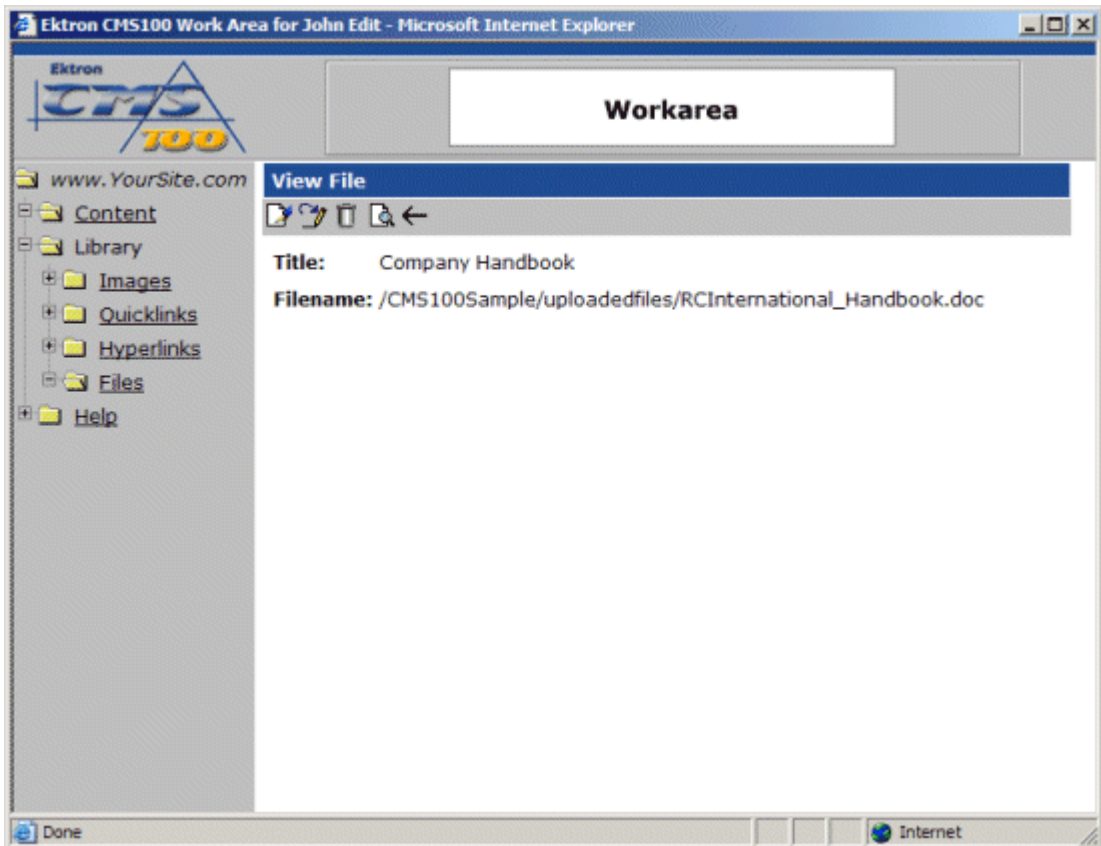 Ektron CMS100 Work Area for John Edit - Microsoft Internet Explorer
Ektron
CMS
100
Workarea
www.YourSite.com
View File
Content
Library
Title: Company Handbook
Images
Filename: /CMS100Sample/uploadedfiles/RCInternational_Handbook.doc
Quicklinks
Hyperlinks
Files
Help
Done
Internet